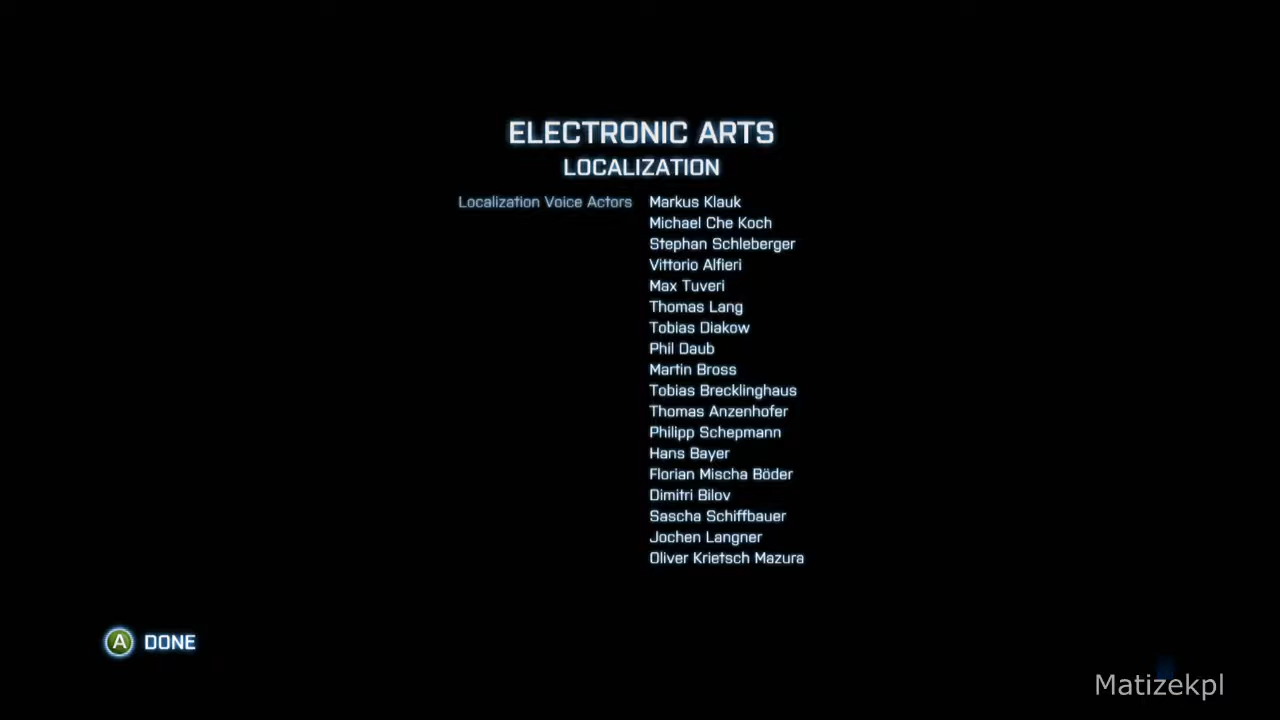 ELECTRONIC ARTS
LOCALIZATION
Localization Voice Actors Markus Klauk
Michael Che Koch
Stephan Schleberger
Vittorio Alfieri
Max Tuveri
Thomas Lang
Tobias Diakow
Phil Daub
Martin Bross
Tobias Brecklinghaus
Thomas Anzenhofer
Philipp Schepmann
Hans Bayer
Florian Mischa Böder
Dimitri Bilov
Sascha Schiffbauer
Jochen Langner
Oliver Krietsch Mazura
A DONE
Matizekpl